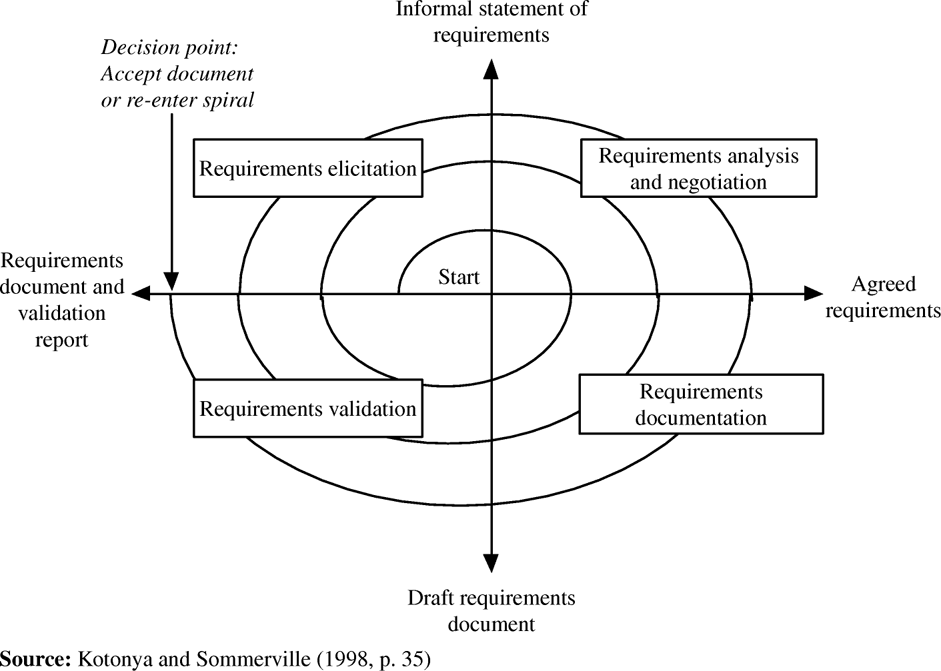 Informal statement of
requirements
Decision point:
Accept document
or re-enter spiral
Requirements elicitation
Requirements analysis
and negotiation
Start
Requirements
document and
validation
report
Agreed
requirements
Requirements validation
Requirements
documentation
Draft requirements
document
Source: Kotonya and Sommerville (1998, p. 35)